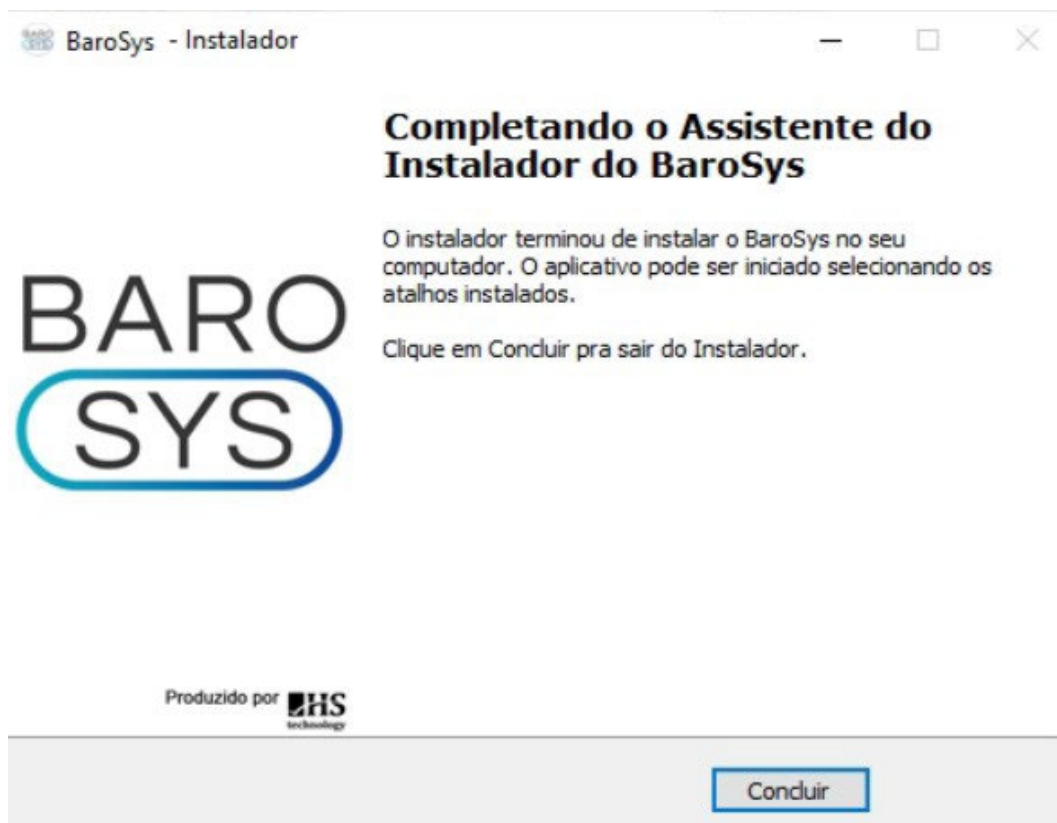 BaroSys - Instalador
Completando o Assistente do
Instalador do BaroSys
O instalador terminou de instalar o BaroSys no seu
computador. O aplicativo pode ser iniciado selecionando os
atalhos instalados.
Clique em Concluir pra sair do Instalador.
BARO
SYS
Produzido por HS
technology
Concluir